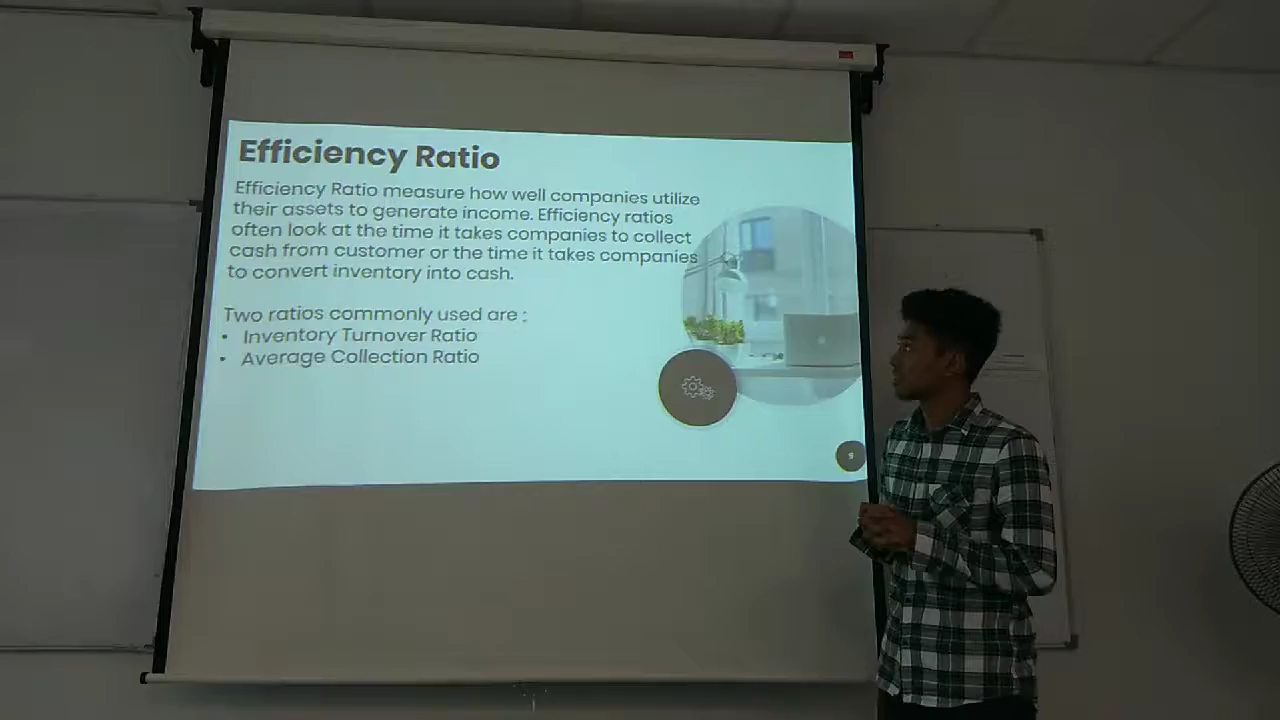 Efficiency Ratio
Efficiency Ratio measure how well companies utilize
their assets to generate income. Efficiency ratios
often look at the time it takes companies to collect
cash from customer or the time it takes companies
to convert inventory into cash.
Two ratios commonly used are :
• Inventory Turnover Ratio
• Average Collection Ratio
9